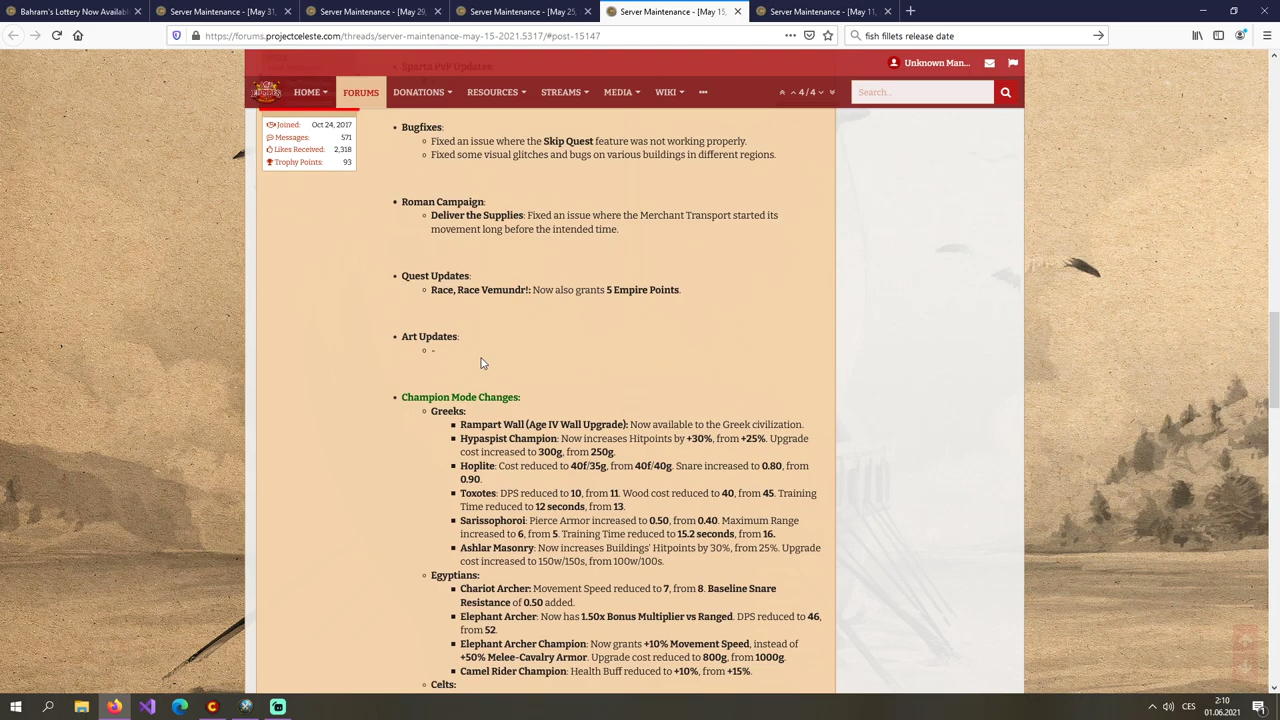 Bahram's Lottery Now Availabl
Server Maintenance - [May 31,
Server Maintenance - [May 29,
Server Maintenance - [May 25,
Server Maintenance - [May 15,
Server Maintenance - [May 11,
https://forums.projectceleste.com/threads/server-maintenance-may-15-2021.5317/#post-15147
fish fillets release date
Sparta PvP Updates:
Unknown Man...
HOME
FORUMS
DONATIONS
RESOURCES
STREAMS
MEDIA
WIKI
4 / 4
Search...
Joined: Oct 24, 2017
Messages: 571
Likes Received: 2,318
Trophy Points: 93
• Bugfixes:
Fixed an issue where the Skip Quest feature was not working properly.
Fixed some visual glitches and bugs on various buildings in different regions.
• Roman Campaign:
Deliver the Supplies: Fixed an issue where the Merchant Transport started its
movement long before the intended time.
• Quest Updates:
Race, Race Vemundr!: Now also grants 5 Empire Points.
• Art Updates:
-
• Champion Mode Changes:
Greeks:
Rampart Wall (Age IV Wall Upgrade): Now available to the Greek civilization.
Hypaspist Champion: Now increases Hitpoints by +30%, from +25%. Upgrade
cost increased to 300g, from 250g.
Hoplite: Cost reduced to 40f/35g, from 40f/40g. Snare increased to 0.80, from
0.90.
Toxotes: DPS reduced to 10, from 11. Wood cost reduced to 40, from 45. Training
Time reduced to 12 seconds, from 13.
Sarissophoroi: Pierce Armor increased to 0.50, from 0.40. Maximum Range
increased to 6, from 5. Training Time reduced to 15.2 seconds, from 16.
Ashlar Masonry: Now increases Buildings' Hitpoints by 30%, from 25%. Upgrade
cost increased to 150w/150s, from 100w/100s.
Egyptians:
Chariot Archer: Movement Speed reduced to 7, from 8. Baseline Snare
Resistance of 0.50 added.
Elephant Archer: Now has 1.50x Bonus Multiplier vs Ranged. DPS reduced to 46,
from 52.
Elephant Archer Champion: Now grants +10% Movement Speed, instead of
+50% Melee-Cavalry Armor. Upgrade cost reduced to 800g, from 1000g.
Camel Rider Champion: Health Buff reduced to +10%, from +15%.
Celts:
CES
2:10
01.06.2021